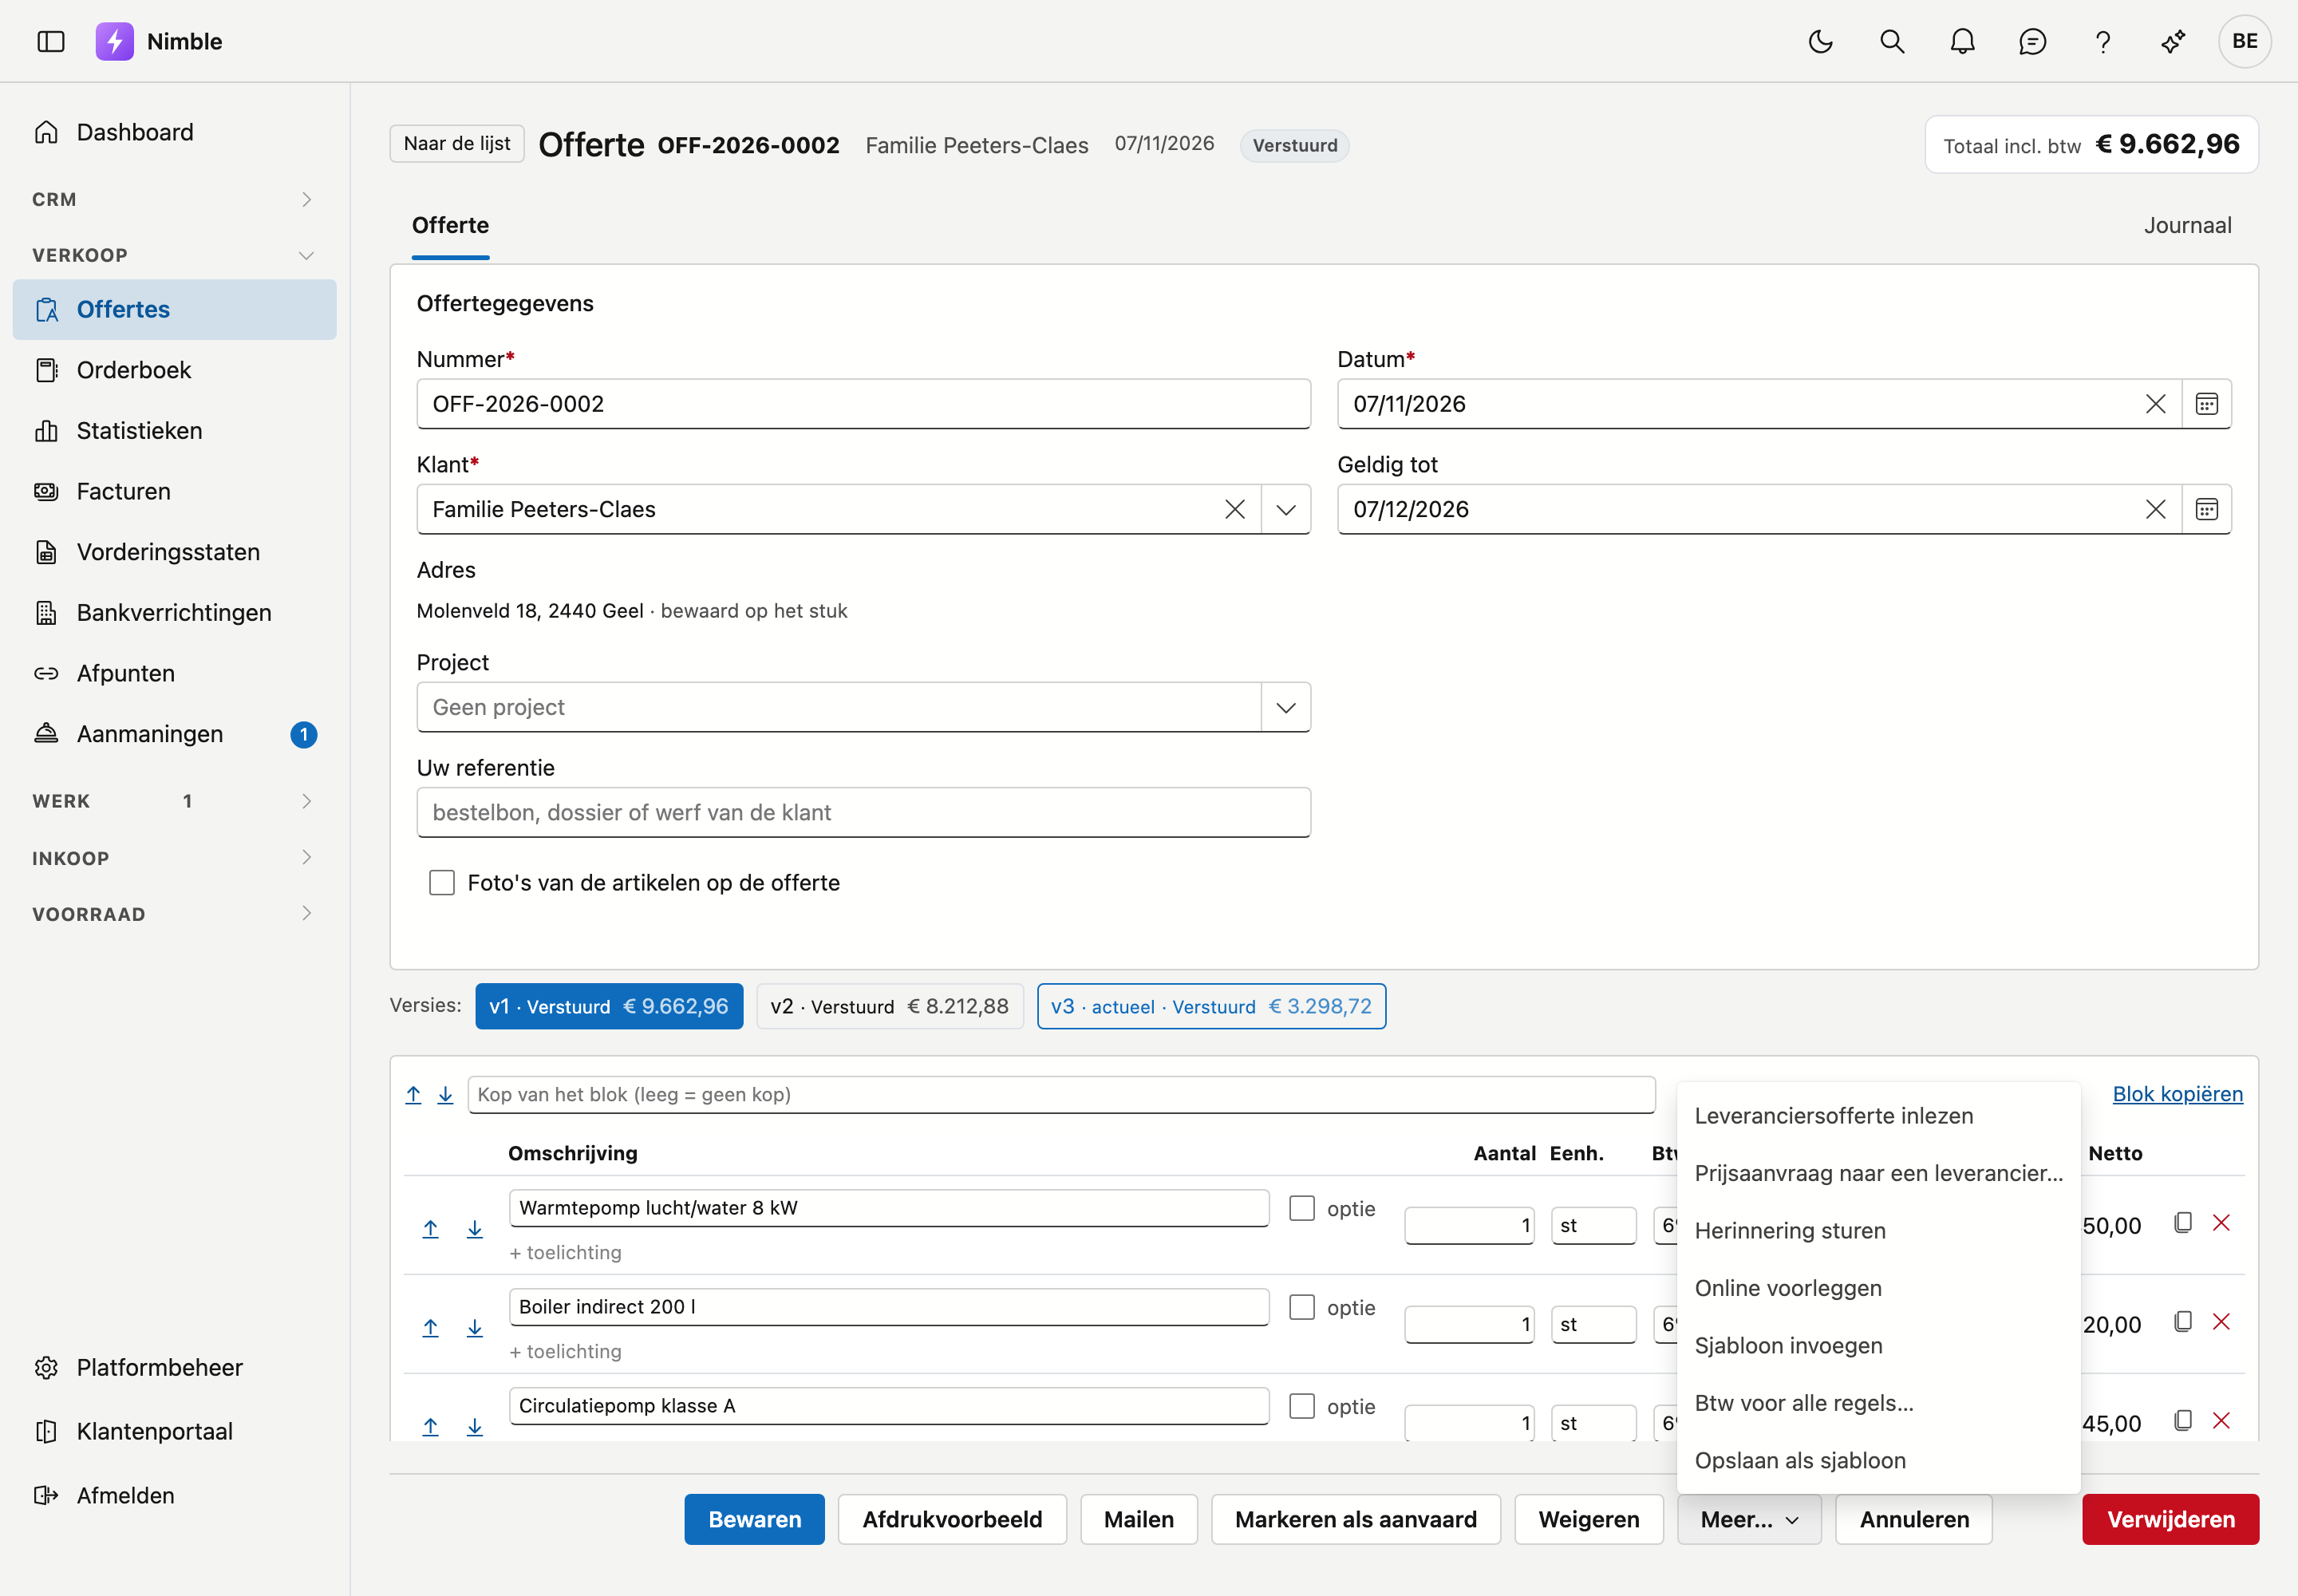 Nimble
BE
Dashboard
CRM
VERKOOP
Offertes
Orderboek
Statistieken
Facturen
Vorderingsstaten
Bankverrichtingen
Afpunten
Aanmaningen 1
WERK 1
INKOOP
VOORRAAD
Platformbeheer
Klantenportaal
Afmelden
Naar de lijst Offerte OFF-2026-0002 Familie Peeters-Claes 07/11/2026 Verstuurd Totaal incl. btw € 9.662,96
Offerte Journaal
Offertegegevens
Nummer* Datum*
OFF-2026-0002 07/11/2026
Klant* Geldig tot
Familie Peeters-Claes 07/12/2026
Adres
Molenveld 18, 2440 Geel · bewaard op het stuk
Project
Geen project
Uw referentie
bestelbon, dossier of werf van de klant
Foto's van de artikelen op de offerte
Versies: v1 · Verstuurd € 9.662,96 v2 · Verstuurd € 8.212,88 v3 · actueel · Verstuurd € 3.298,72
Kop van het blok (leeg = geen kop) Blok kopiëren
Omschrijving Aantal Eenh. Netto
Warmtepomp lucht/water 8 kW optie 1 st 50,00
+ toelichting
Boiler indirect 200 l optie 1 st 20,00
+ toelichting
Circulatiepomp klasse A optie 1 st 45,00
Leveranciersofferte inlezen
Prijsaanvraag naar een leverancier...
Herinnering sturen
Online voorleggen
Sjabloon invoegen
Btw voor alle regels...
Opslaan als sjabloon
Bewaren Afdrukvoorbeeld Mailen Markeren als aanvaard Weigeren Meer... Annuleren Verwijderen